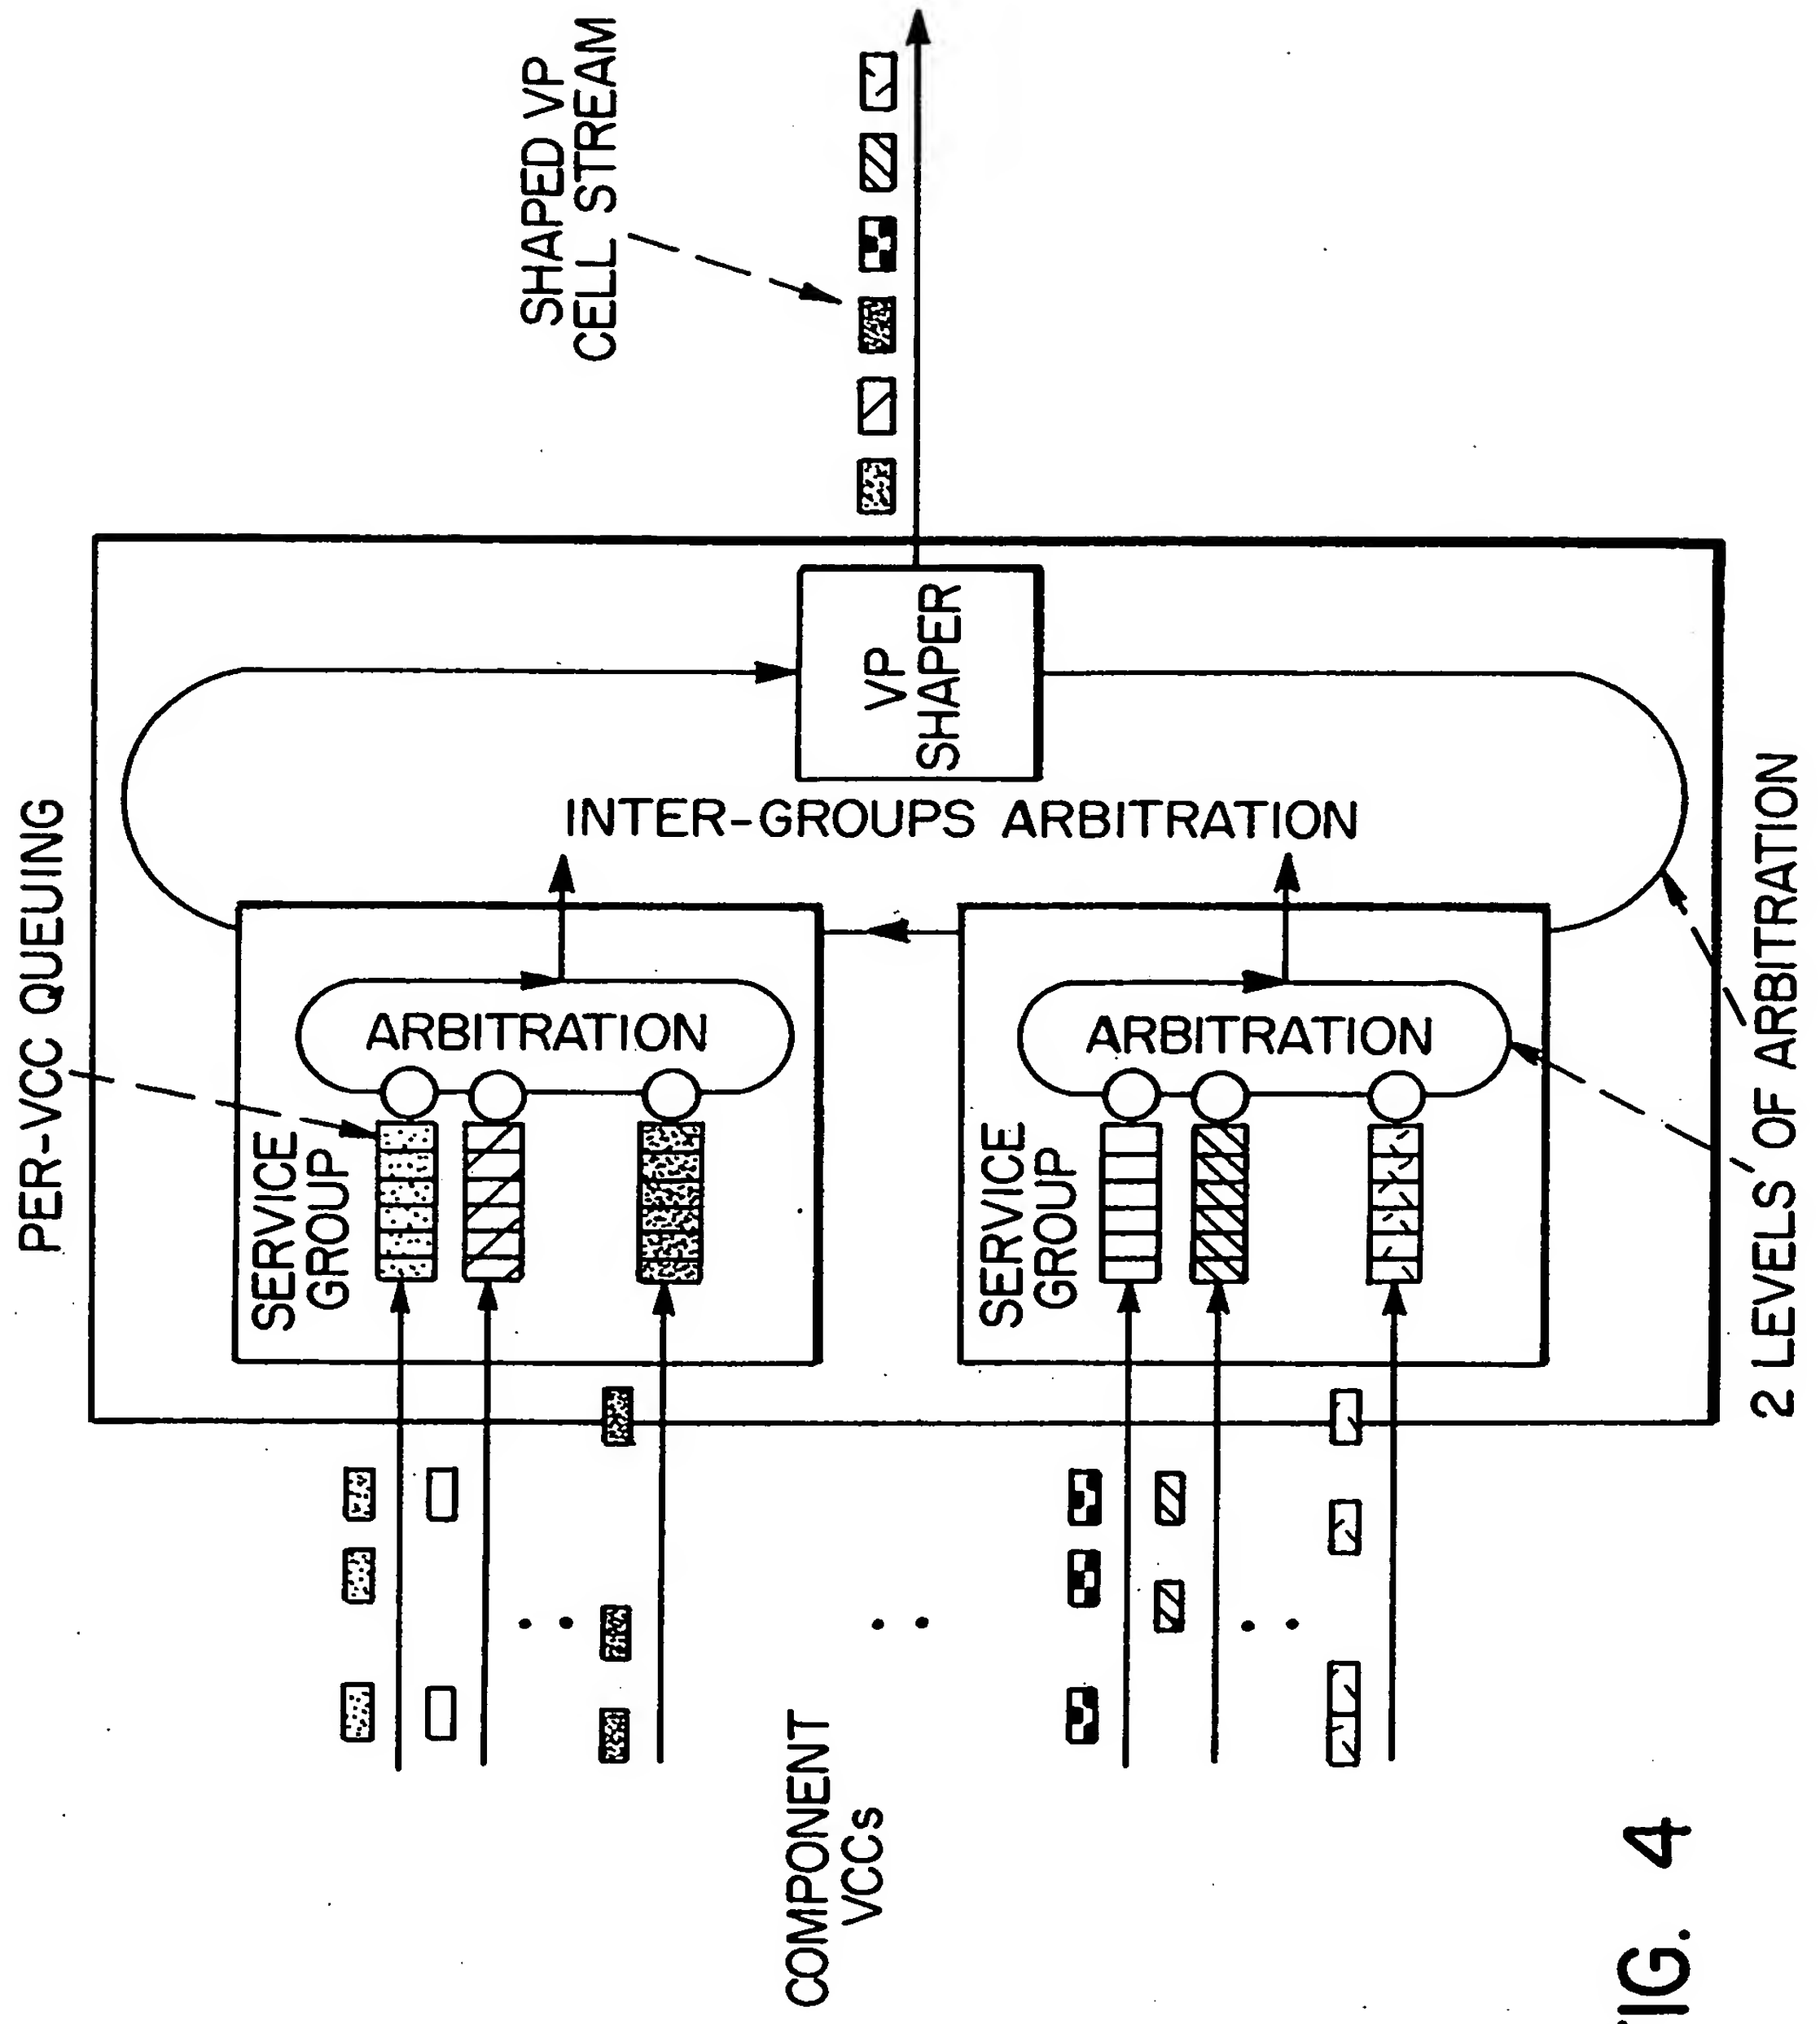 PER-VCC QUEUING
SHAPED VP
CELL STREAM
SERVICE
GROUP
ARBITRATION
INTER-GROUPS ARBITRATION
VP
SHAPER
SERVICE
GROUP
ARBITRATION
COMPONENT
VCCs
2 LEVELS OF ARBITRATION
FIG. 4